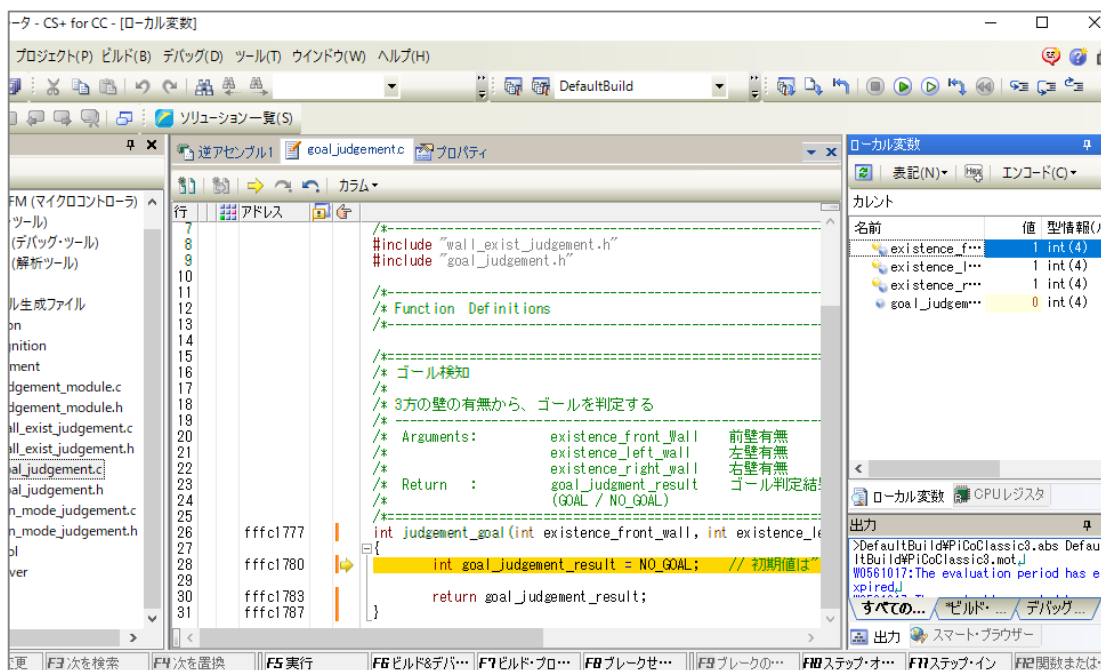 ータ - CS+ for CC - [ローカル変数]
プロジェクト(P) ビルド(B) デバッグ(D) ツール(T) ウインドウ(W) ヘルプ(H)
DefaultBuild
ソリューション一覧(S)
FM (マイクロコントローラ)
・ツール)
(デバッグ・ツール)
(解析ツール)
ル生成ファイル
on
gnition
ment
dgement_module.c
dgement_module.h
all_exist_judgement.c
all_exist_judgement.h
oal_judgement.c
oal_judgement.h
n_mode_judgement.c
n_mode_judgement.h
ol
ver
逆アセンブル1 goal_judgement.c プロパティ
カラム
行 アドレス
7 /*------------------------------------------------------------
8 #include "wall_exist_judgement.h"
9 #include "goal_judgement.h"
10
11 /*------------------------------------------------------------
12 /* Function Definitions
13 /*------------------------------------------------------------
14
15 /*============================================================
16 /* ゴール検知
17 /*
18 /* 3方の壁の有無から、ゴールを判定する
19 /* -----------------------------------------------------------
20 /* Arguments: existence_front_Wall 前壁有無
21 /* existence_left_wall 左壁有無
22 /* existence_right_wall 右壁有無
23 /* Return : goal_judgment_result ゴール判定結
24 /* (GOAL / NO_GOAL)
25 /*============================================================
26 fffc1777 int judgement_goal(int existence_front_wall, int existence_le
27 {
28 fffc1780 int goal_judgement_result = NO_GOAL; // 初期値は"
30 fffc1783 return goal_judgement_result;
31 fffc1787 }
ローカル変数
表記(N) Hex エンコード(C)
カレント
名前 値 型情報(
existence_f… 1 int(4)
existence_l… 1 int(4)
existence_r… 1 int(4)
goal_judgem… 0 int(4)
ローカル変数 CPUレジスタ
出力
>DefaultBuild¥PiCoClassic3.abs Defau
ltBuild¥PiCoClassic3.mot↓
W0561017:The evaluation period has e
xpired↓
すべての… *ビルド・… デバッグ…
出力 スマート・ブラウザー
F3 次を検索 F4 次を置換 F5 実行 F6 ビルド&デバ… F7 ビルド・プロ… F8 ブレークせ… F9 ブレークの… F10 ステップ・オ… F11 ステップ・イン F12 関数または